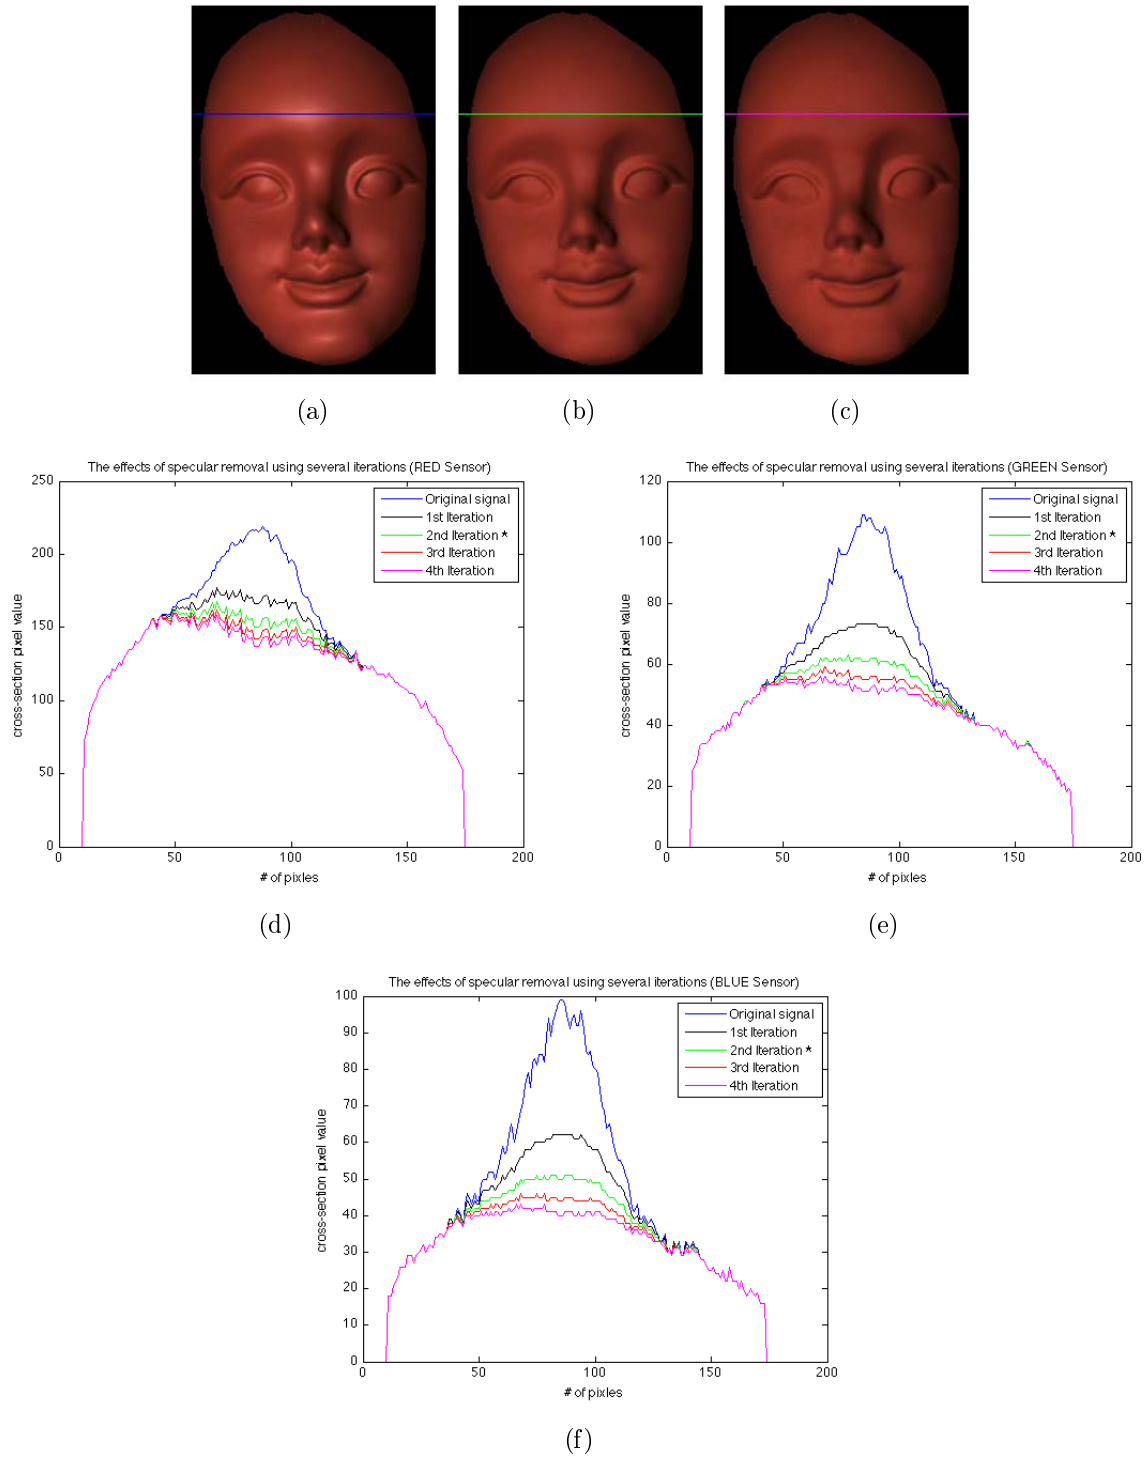 (a)
(b)
(c)
The effects of specular removal using several iterations (RED Sensor)
250
200
150
100
50
0
0
50
100
150
200
cross-section pixel value
# of pixles
Original signal
1st Iteration
2nd Iteration *
3rd Iteration
4th Iteration
(d)
The effects of specular removal using several iterations (GREEN Sensor)
120
100
80
60
40
20
0
0
50
100
150
200
cross-section pixel value
# of pixles
Original signal
1st Iteration
2nd Iteration *
3rd Iteration
4th Iteration
(e)
The effects of specular removal using several iterations (BLUE Sensor)
100
90
80
70
60
50
40
30
20
10
0
0
50
100
150
200
cross-section pixel value
# of pixles
Original signal
1st Iteration
2nd Iteration *
3rd Iteration
4th Iteration
(f)